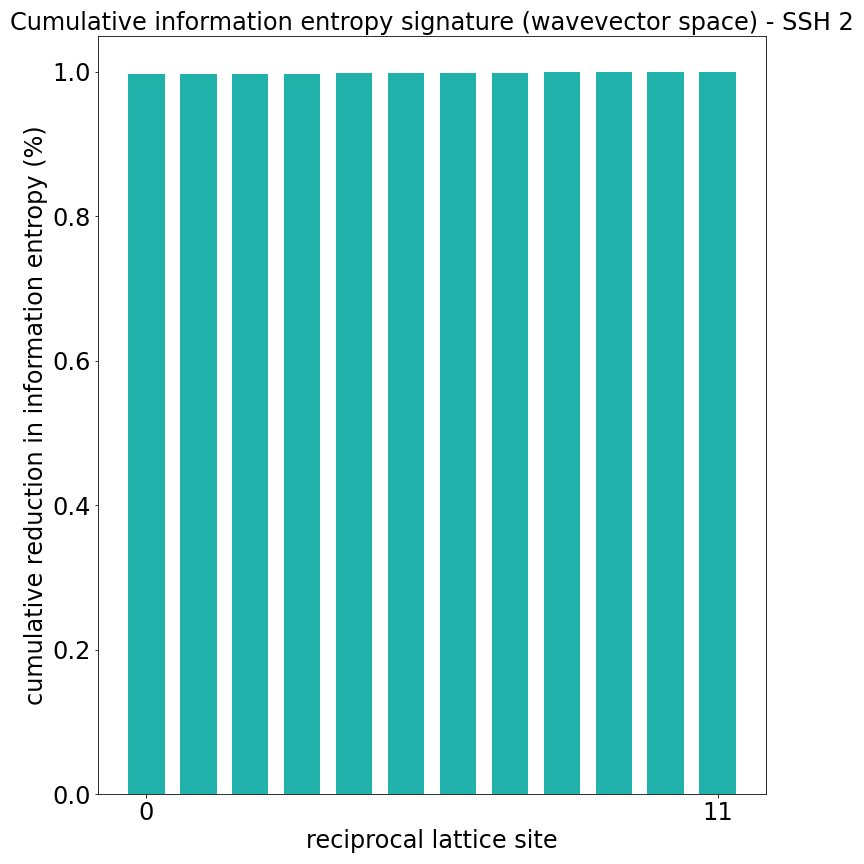 Cumulative information entropy signature (wavevector space) - SSH 2
cumulative reduction in information entropy (%)
1.0
0.8
0.6
0.4
0.2
0.0
0 11
reciprocal lattice site